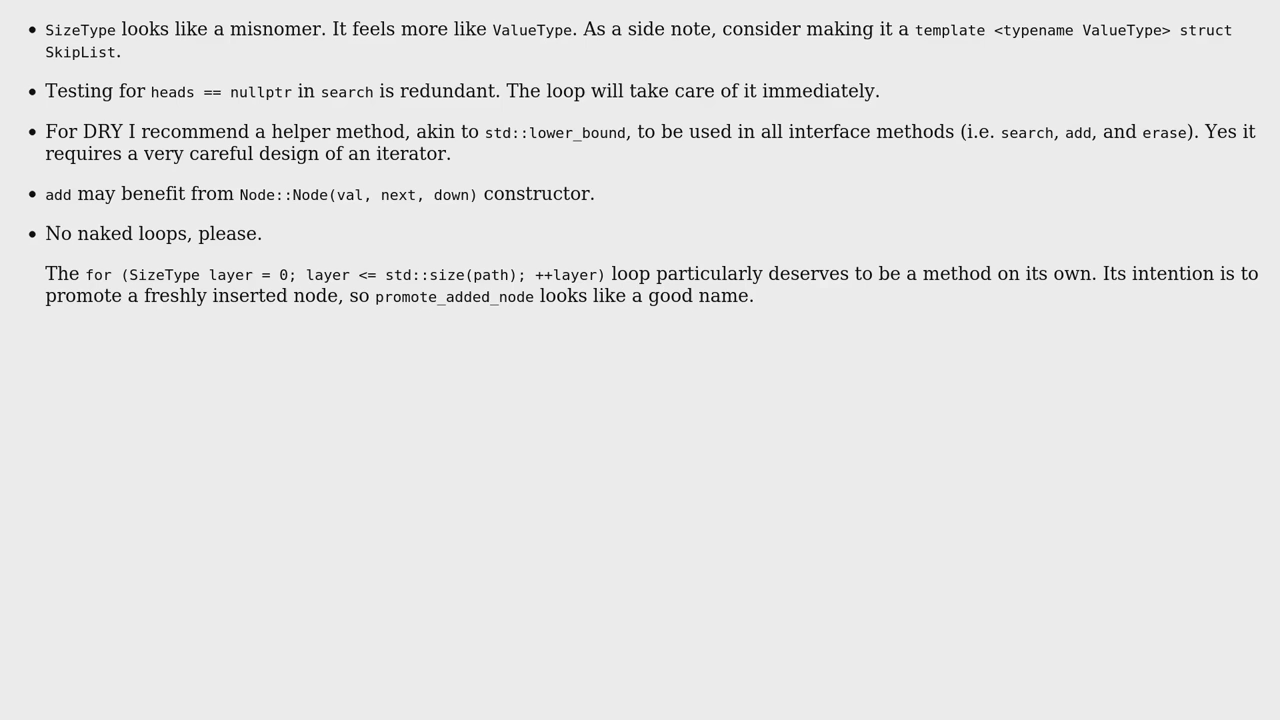 SizeType looks like a misnomer. It feels more like ValueType. As a side note, consider making it a template <typename ValueType> struct
SkipList.
Testing for heads == nullptr in search is redundant. The loop will take care of it immediately.
For DRY I recommend a helper method, akin to std::lower_bound, to be used in all interface methods (i.e. search, add, and erase). Yes it
requires a very careful design of an iterator.
add may benefit from Node::Node(val, next, down) constructor.
No naked loops, please.
The for (SizeType layer = 0; layer <= std::size(path); ++layer) loop particularly deserves to be a method on its own. Its intention is to
promote a freshly inserted node, so promote_added_node looks like a good name.